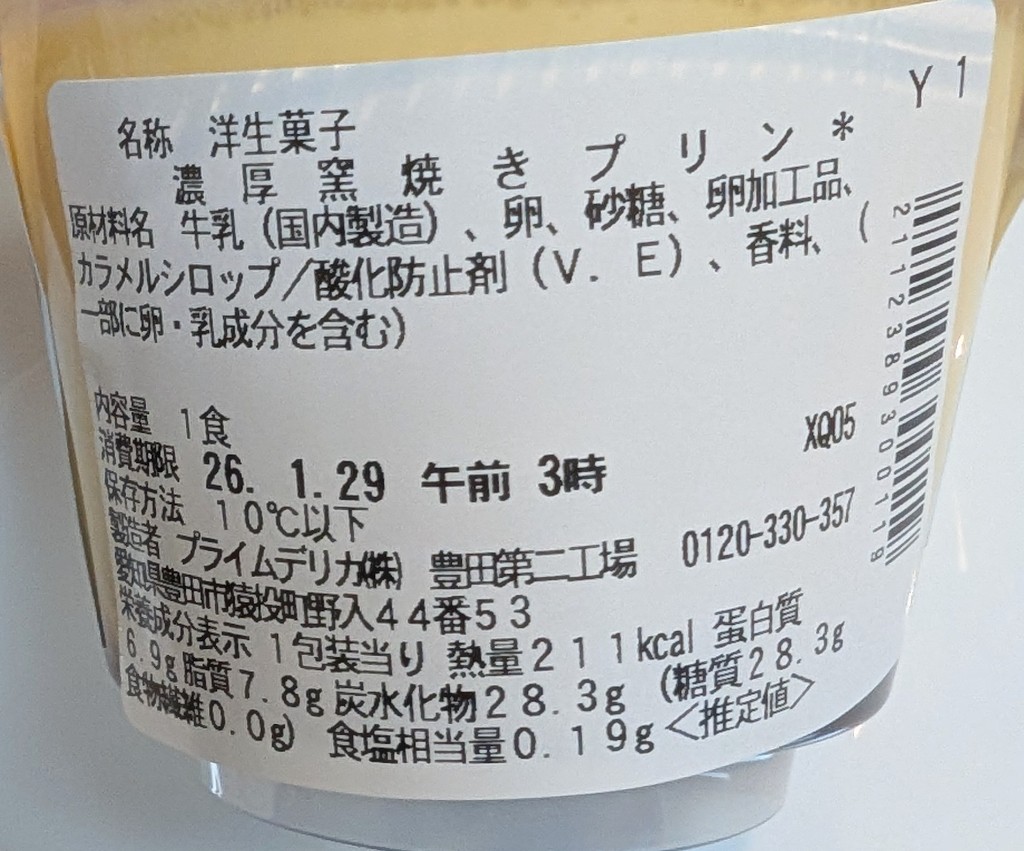 Y 1
名称 洋生菓子
濃厚窯焼きプリン*
原材料名 牛乳（国内製造）、卵、砂糖、卵加工品、
カラメルシロップ／酸化防止剤（V．E）、香料、（
一部に卵・乳成分を含む）
2112389300119
内容量 1食
XQ05
消費期限 26. 1.29 午前 3時
保存方法 10℃以下
製造者 プライムデリカ㈱ 豊田第二工場 0120-330-357
愛知県豊田市猿投町野入44番53
栄養成分表示 1包装当り 熱量211kcal 蛋白質
6.9g 脂質7.8g 炭水化物28.3g (糖質28.3g
食物繊維0.0g) 食塩相当量0.19g <推定値>